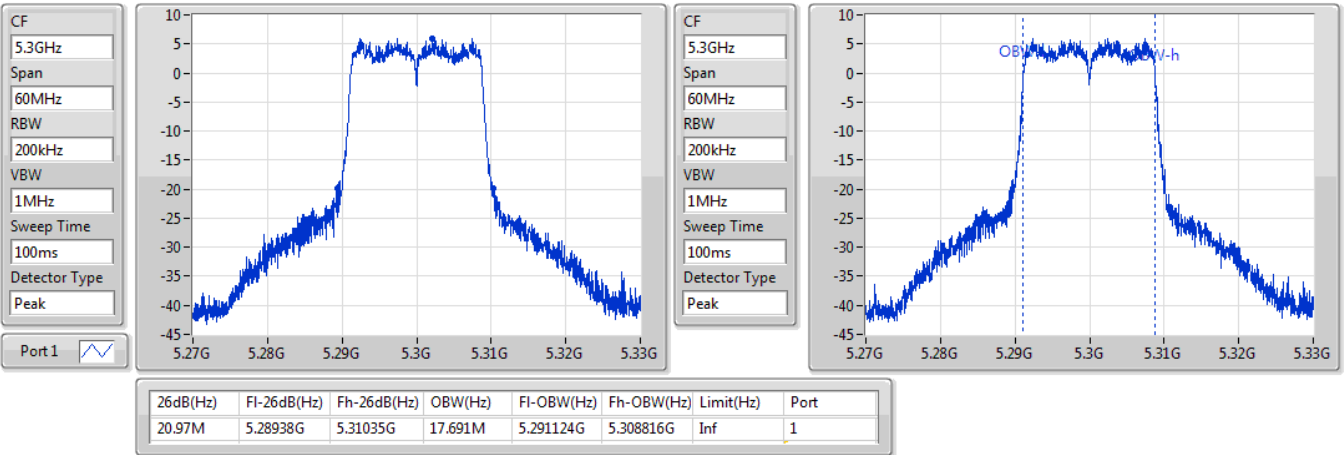 CF
5.3GHz
Span
60MHz
RBW
200kHz
VBW
1MHz
Sweep Time
100ms
Detector Type
Peak
Port 1
10
5
0
-5
-10
-15
-20
-25
-30
-35
-40
-45
5.27G 5.28G 5.29G 5.3G 5.31G 5.32G 5.33G
CF
5.3GHz
Span
60MHz
RBW
200kHz
VBW
1MHz
Sweep Time
100ms
Detector Type
Peak
10
5
0
-5
-10
-15
-20
-25
-30
-35
-40
-45
5.27G 5.28G 5.29G 5.3G 5.31G 5.32G 5.33G
26dB(Hz) Fl-26dB(Hz) Fh-26dB(Hz) OBW(Hz) Fl-OBW(Hz) Fh-OBW(Hz) Limit(Hz) Port
20.97M 5.28938G 5.31035G 17.691M 5.291124G 5.308816G Inf 1